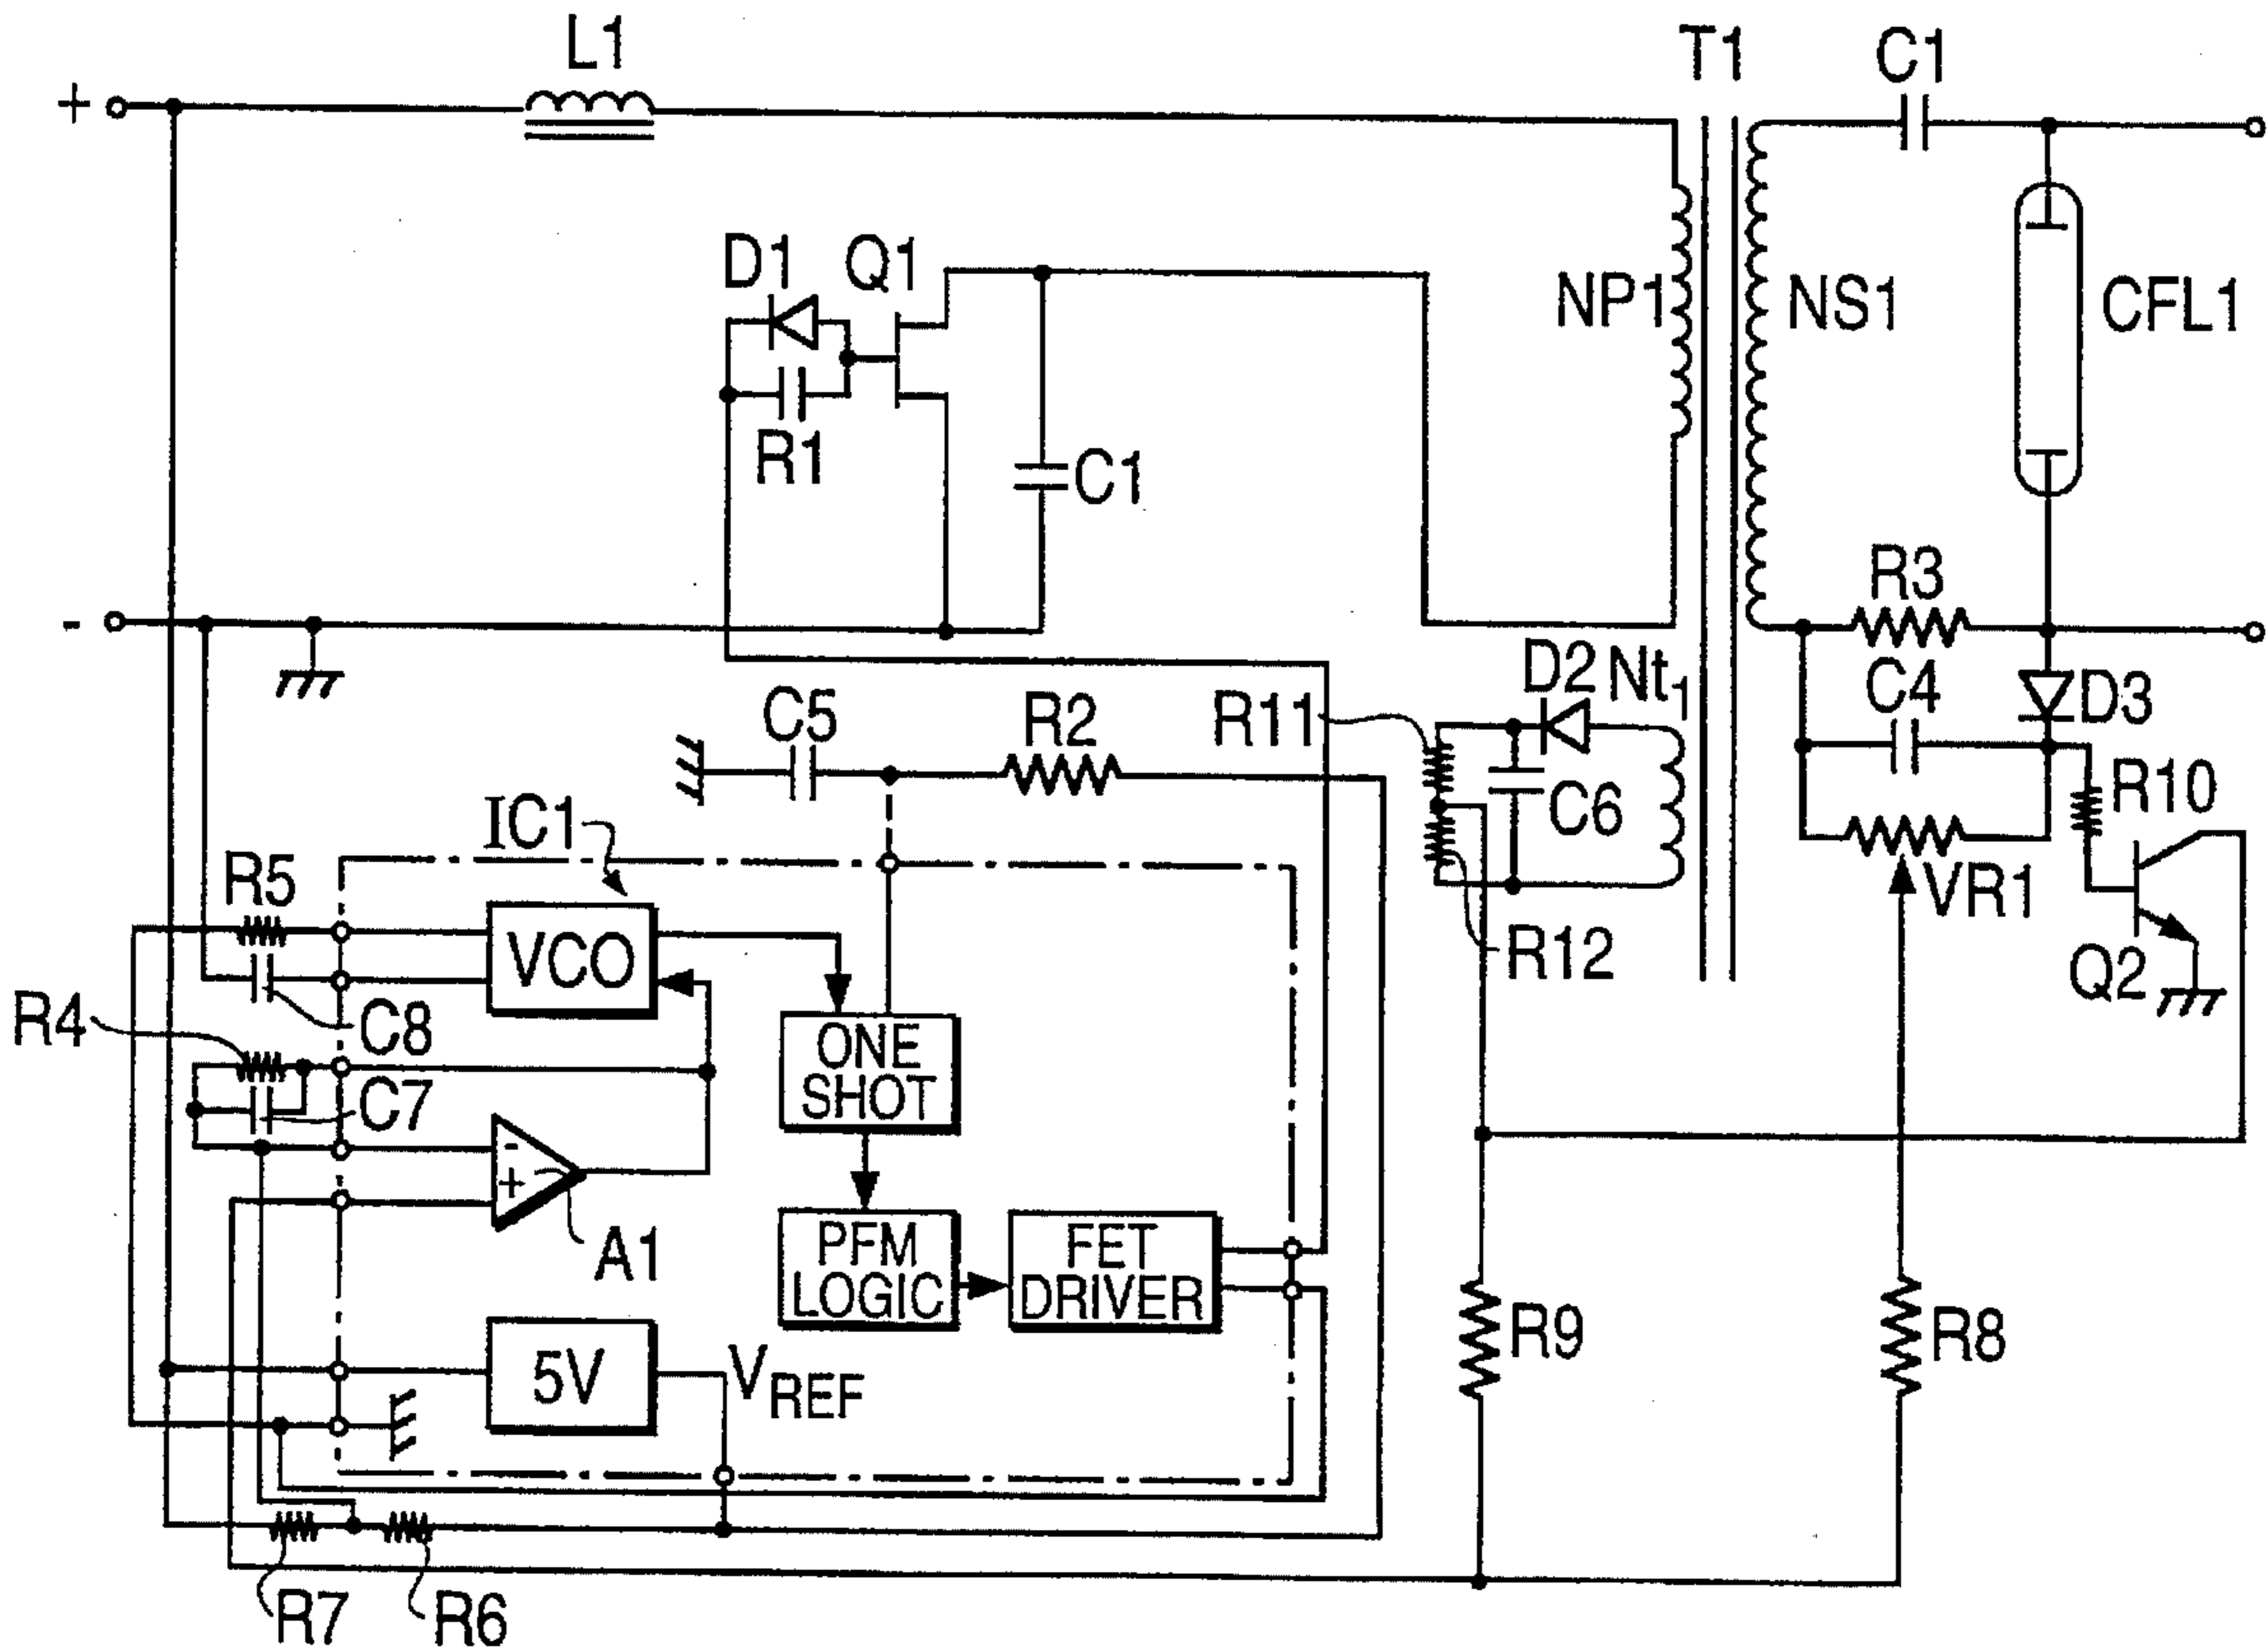 L1
T1
C1
+
D1
Q1
NP1
NS1
CFL1
R1
C1
R3
-
D2
Nt1
C4
D3
C5
R2
R11
R10
C6
IC1
R5
VCO
R12
VR1
Q2
R4
C8
ONE
SHOT
C7
-
+
A1
PFM
LOGIC
FET
DRIVER
R9
R8
5V
VREF
R7
R6